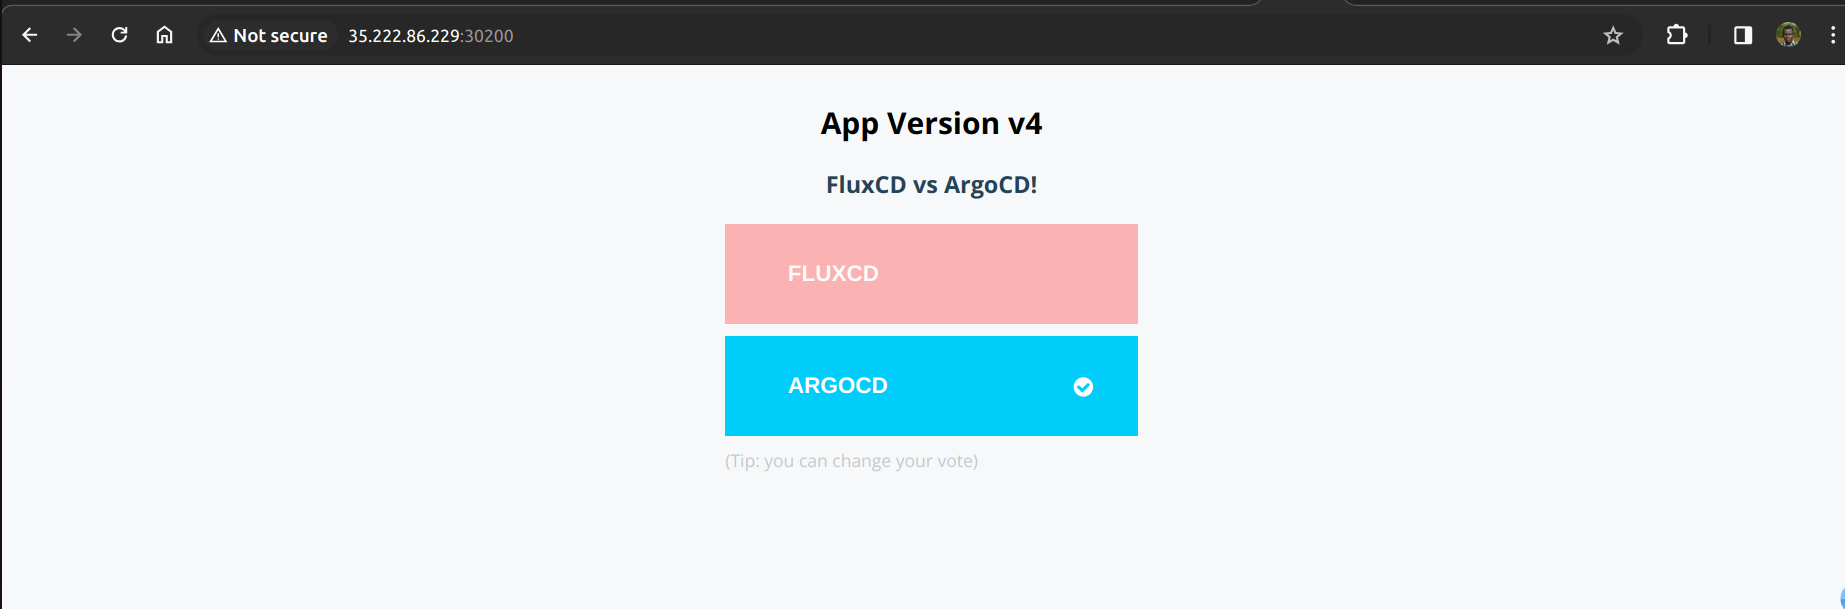 Not secure 35.222.86.229:30200
App Version v4
FluxCD vs ArgoCD!
FLUXCD
ARGOCD
(Tip: you can change your vote)